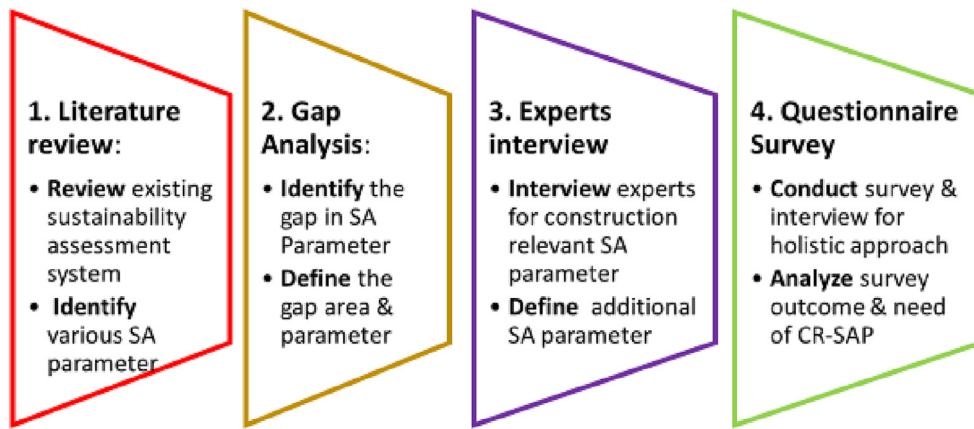 1. Literature
review:
• Review existing
sustainability
assessment
system
• Identify
various SA
parameter
2. Gap
Analysis:
• Identify the
gap in SA
Parameter
• Define the
gap area &
parameter
3. Experts
interview
• Interview experts
for construction
relevant SA
parameter
• Define additional
SA parameter
4. Questionnaire
Survey
• Conduct survey &
interview for
holistic approach
• Analyze survey
outcome & need
of CR-SAP